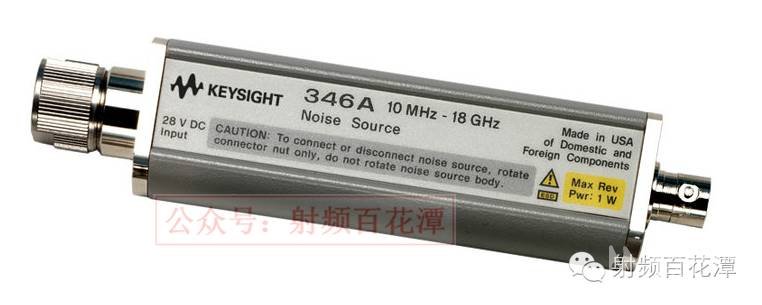 KEYSIGHT 346A 10 MHz - 18 GHz
Noise Source
28 V DC
Input
CAUTION: To connect or disconnect noise source, rotate
connector nut only, do not rotate noise source body.
Made in USA
of Domestic and
Foreign Components
ESD
Max Rev
Pwr: 1 W
公众号：射频百花潭
射频百花潭